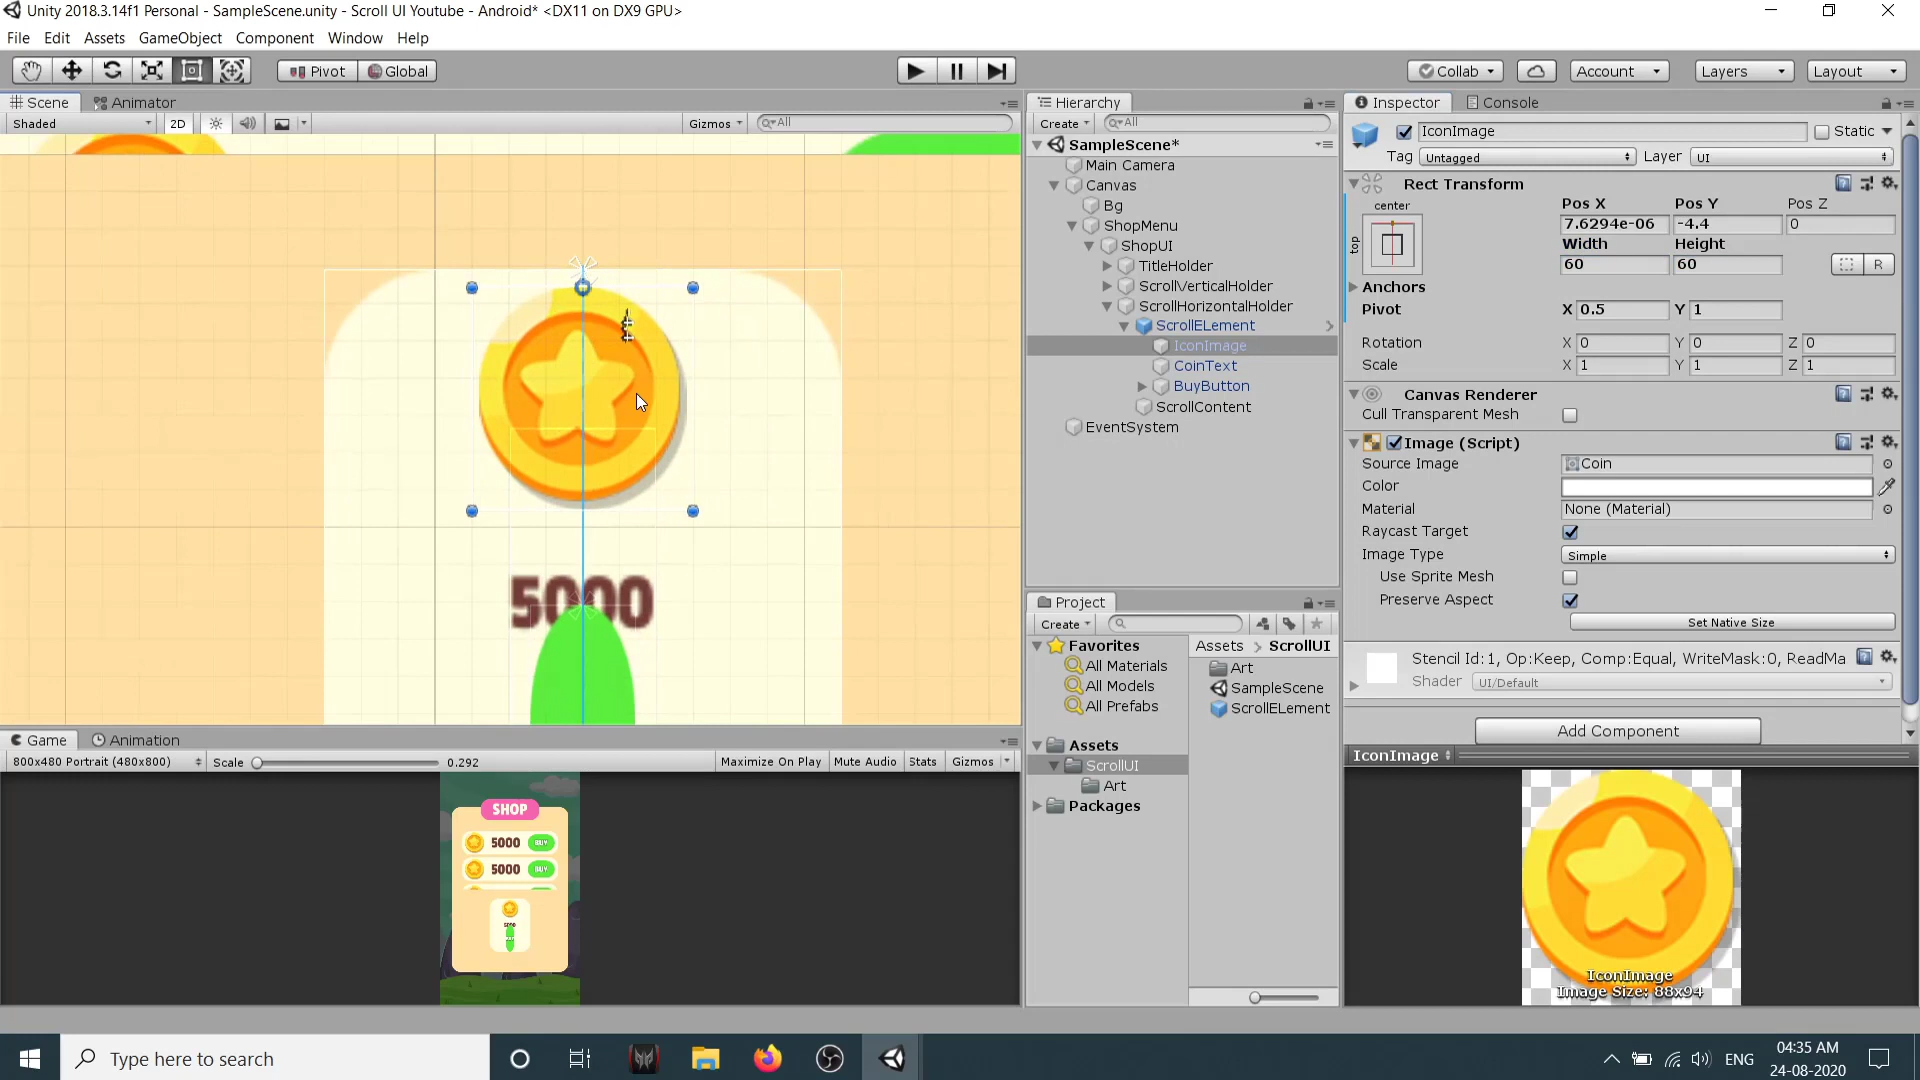 Unity 2018.3.14f1 Personal - SampleScene.unity - Scroll UI Youtube - Android* <DX11 on DX9 GPU>
File Edit Assets GameObject Component Window Help
Pivot Global Collab Account Layers Layout
Scene Animator
Shaded 2D Gizmos All
5000
Game Animation
800x480 Portrait (480x800) Scale 0.292 Maximize On Play Mute Audio Stats Gizmos
SHOP
5000 BUY
5000 BUY
5000
Hierarchy
Create All
SampleScene*
Main Camera
Canvas
Bg
ShopMenu
ShopUI
TitleHolder
ScrollVerticalHolder
ScrollHorizontalHolder
ScrollELement
IconImage
CoinText
BuyButton
ScrollContent
EventSystem
Project
Create
Favorites
All Materials
All Models
All Prefabs
Assets
ScrollUI
Art
Packages
Assets > ScrollUI
Art
SampleScene
ScrollELement
Inspector Console
IconImage Static
Tag Untagged Layer UI
Rect Transform
center
top
Pos X Pos Y Pos Z
7.6294e-06 -4.4 0
Width Height
60 60 R
Anchors
Pivot X 0.5 Y 1
Rotation X 0 Y 0 Z 0
Scale X 1 Y 1 Z 1
Canvas Renderer
Cull Transparent Mesh
Image (Script)
Source Image Coin
Color
Material None (Material)
Raycast Target
Image Type Simple
Use Sprite Mesh
Preserve Aspect
Set Native Size
Stencil Id:1, Op:Keep, Comp:Equal, WriteMask:0, ReadMa
Shader UI/Default
Add Component
IconImage
IconImage
Image Size: 88x94
Type here to search
ENG
04:35 AM
24-08-2020